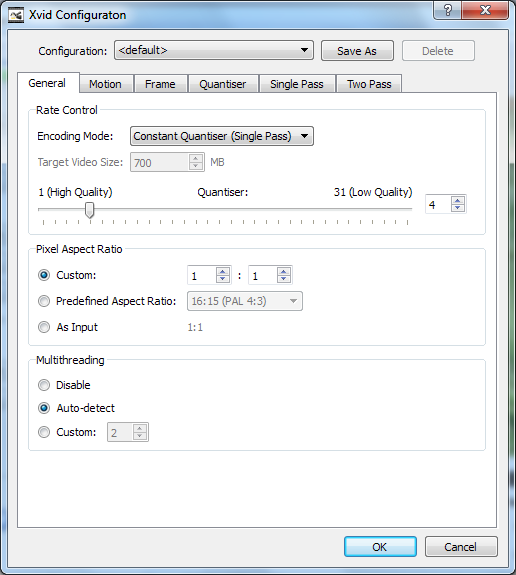 Xvid Configuraton
Configuration: <default> Save As Delete
General Motion Frame Quantiser Single Pass Two Pass
Rate Control
Encoding Mode: Constant Quantiser (Single Pass)
Target Video Size: 700 MB
1 (High Quality) Quantiser: 31 (Low Quality)
4
Pixel Aspect Ratio
Custom: 1 : 1
Predefined Aspect Ratio: 16:15 (PAL 4:3)
As Input 1:1
Multithreading
Disable
Auto-detect
Custom: 2
OK Cancel